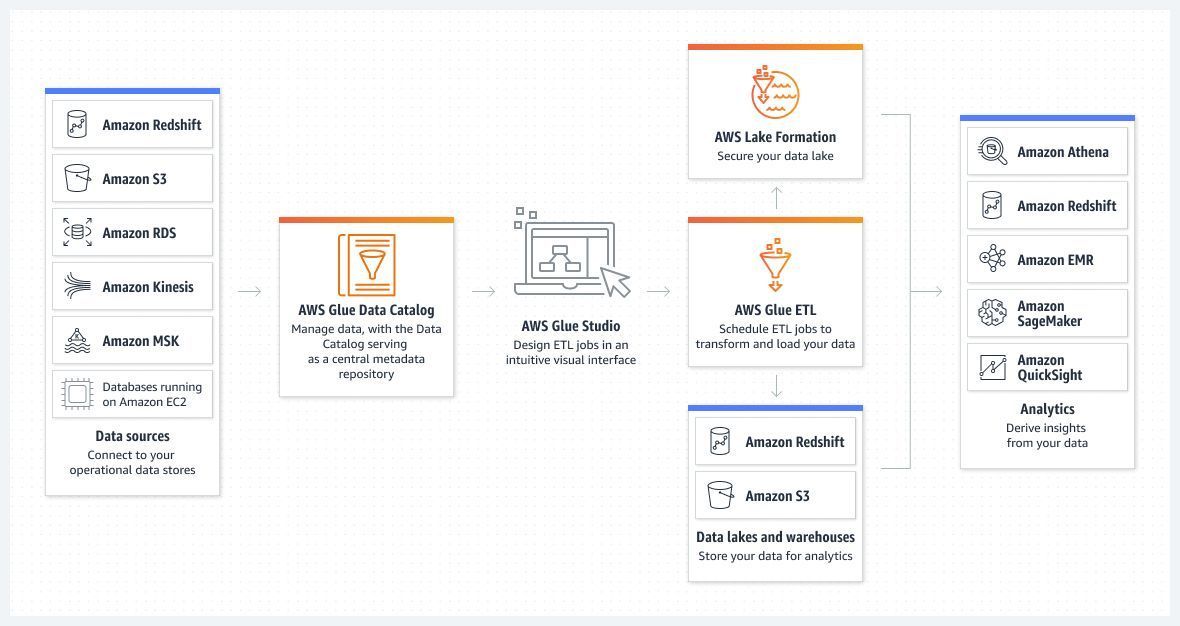 Amazon Redshift
Amazon S3
Amazon RDS
Amazon Kinesis
Amazon MSK
Databases running
on Amazon EC2
Data sources
Connect to your
operational data stores
AWS Glue Data Catalog
Manage data, with the Data
Catalog serving
as a central metadata
repository
AWS Glue Studio
Design ETL jobs in an
intuitive visual interface
AWS Lake Formation
Secure your data lake
AWS Glue ETL
Schedule ETL jobs to
transform and load your data
Amazon Redshift
Amazon S3
Data lakes and warehouses
Store your data for analytics
Amazon Athena
Amazon Redshift
Amazon EMR
Amazon
SageMaker
Amazon
QuickSight
Analytics
Derive insights
from your data